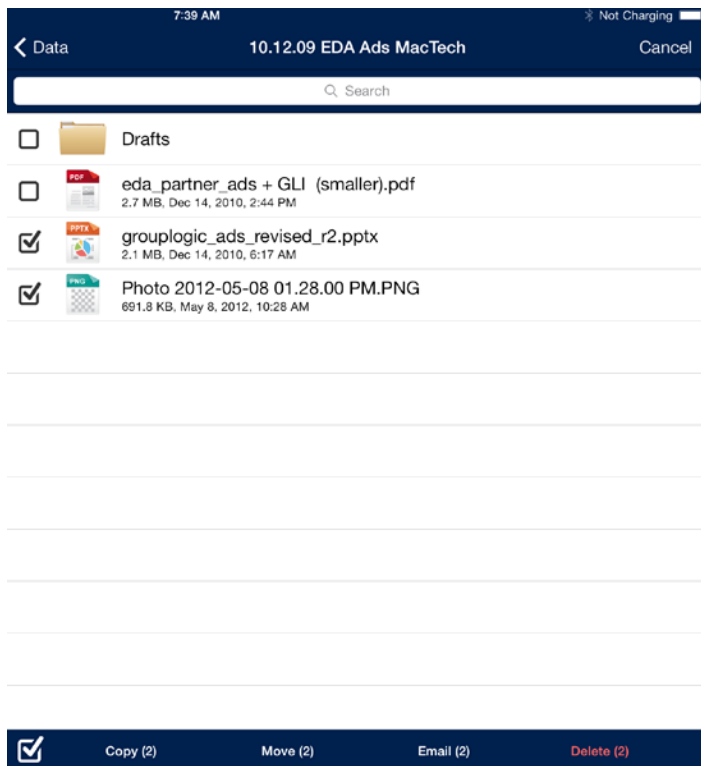 7:39 AM
Not Charging
Data
10.12.09 EDA Ads MacTech
Cancel
Search
Drafts
PDF
eda_partner_ads + GLI  (smaller).pdf
2.7 MB, Dec 14, 2010, 2:44 PM
PPTX
grouplogic_ads_revised_r2.pptx
2.1 MB, Dec 14, 2010, 6:17 AM
PNG
Photo 2012-05-08 01.28.00 PM.PNG
691.8 KB, May 8, 2012, 10:28 AM
Copy (2)
Move (2)
Email (2)
Delete (2)